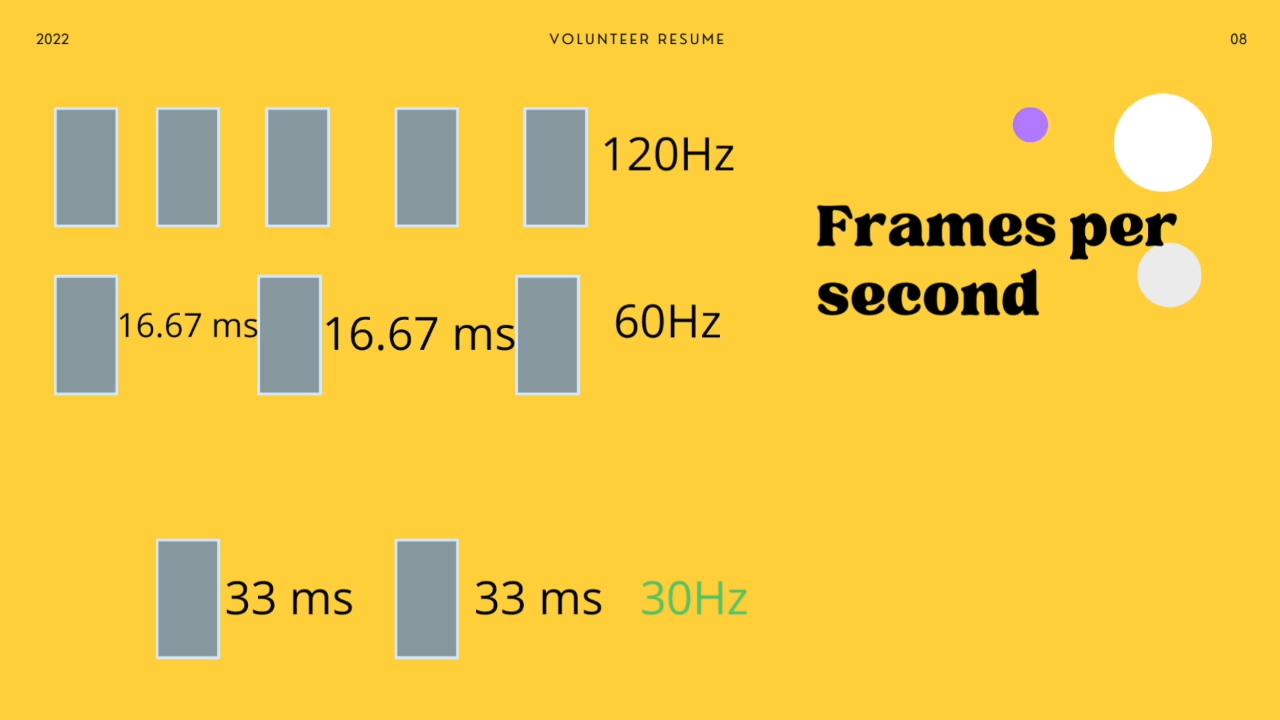 2022
VOLUNTEER RESUME
08
120Hz
Frames per
second
16.67 ms
16.67 ms
60Hz
33 ms
33 ms
30Hz